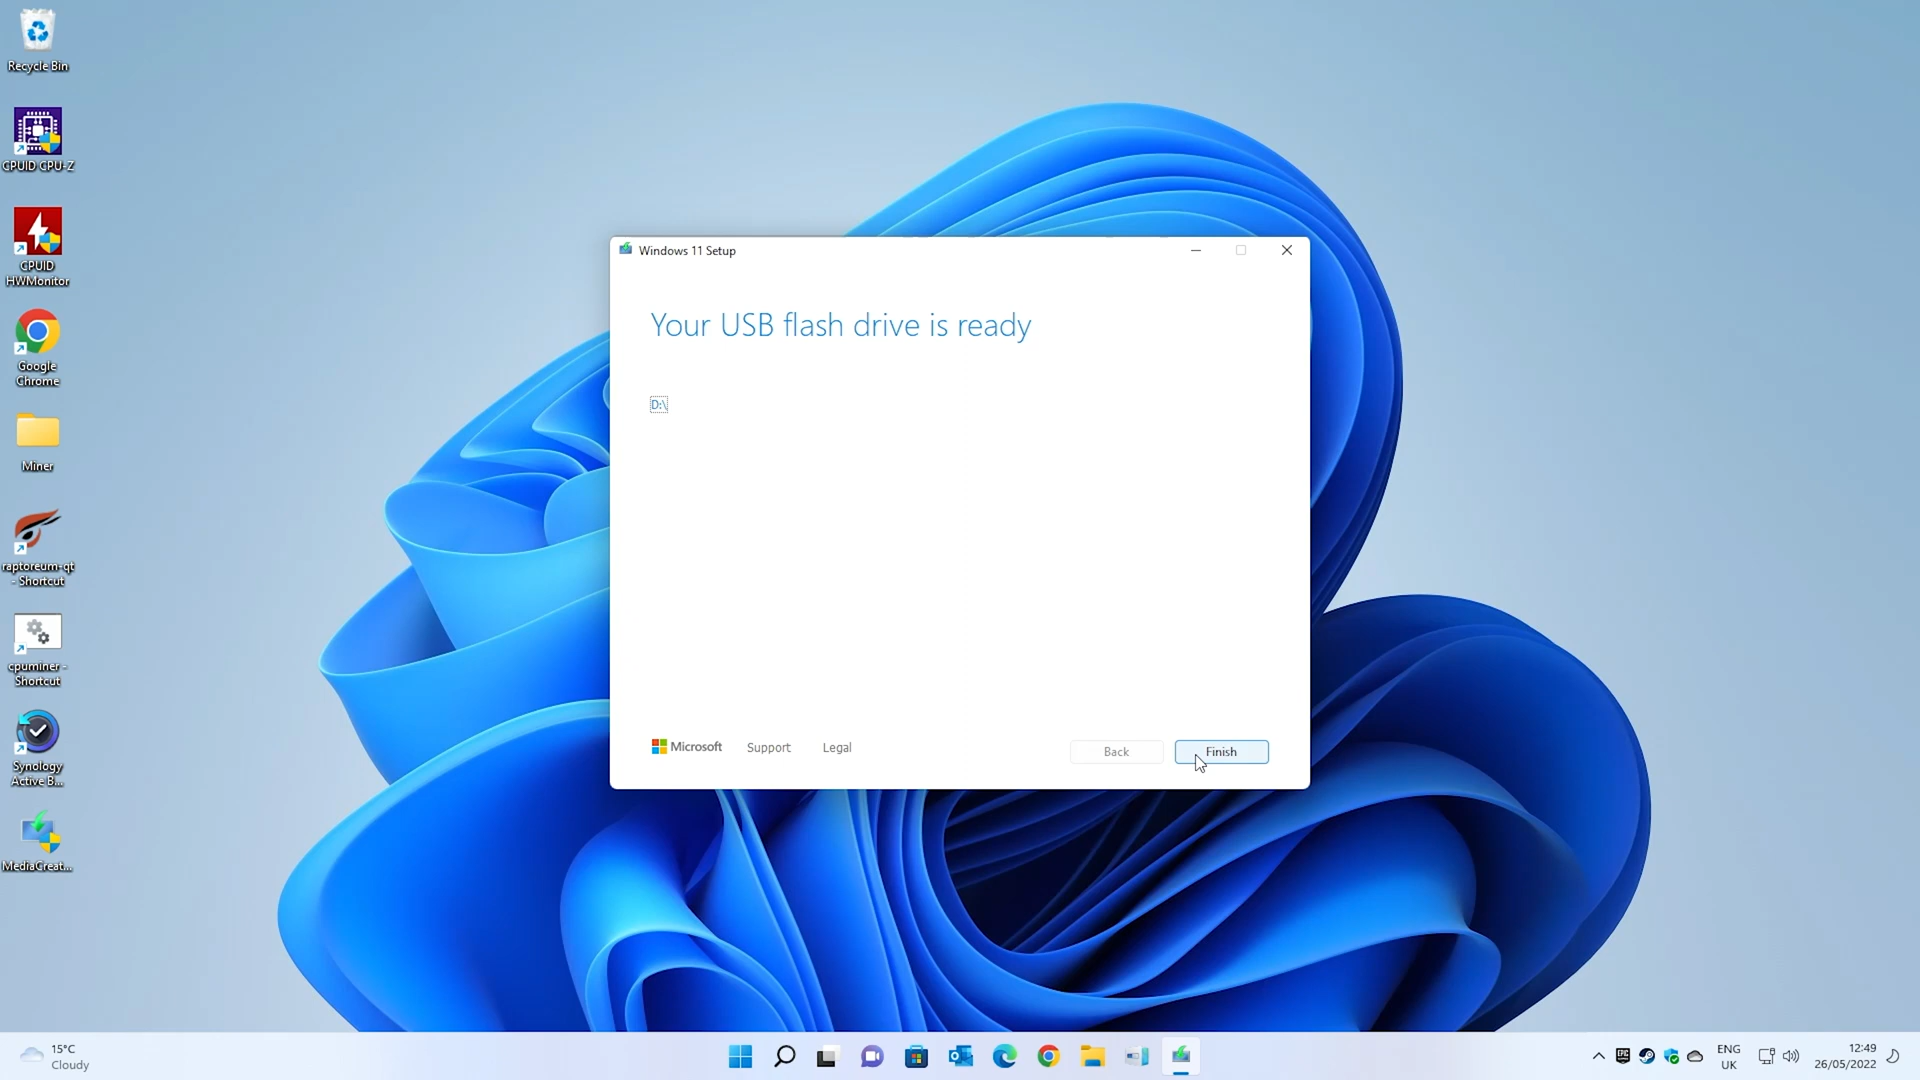 Recycle Bin
CPUID CPU-Z
CPUID
HWMonitor
Google
Chrome
Miner
raptoreum-qt
- Shortcut
cpuminer -
Shortcut
Synology
Active B...
MediaCreat...
Windows 11 Setup
Your USB flash drive is ready
D:\
Microsoft
Support
Legal
Back
Finish
15°C
Cloudy
EPIC
ENG
UK
12:49
26/05/2022